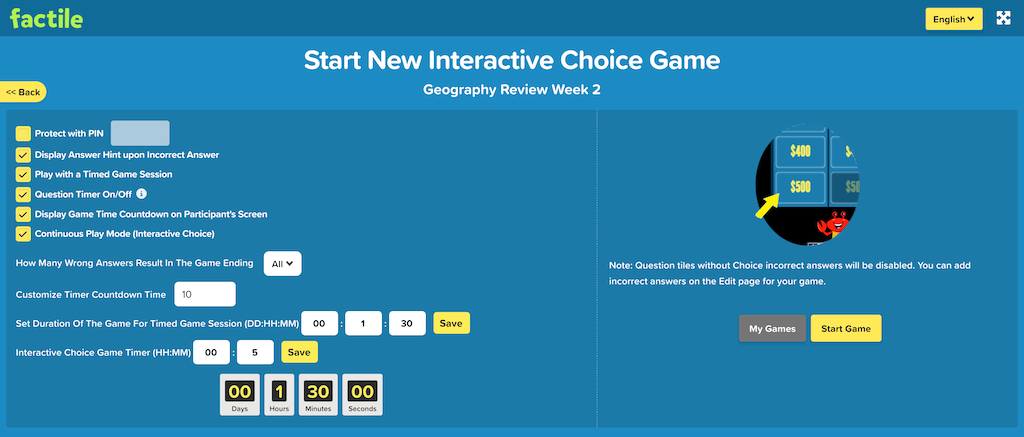 factile
English
Start New Interactive Choice Game
Geography Review Week 2
<< Back
Protect with PIN
Display Answer Hint upon Incorrect Answer
Play with a Timed Game Session
Question Timer On/Off i
Display Game Time Countdown on Participant's Screen
Continuous Play Mode (Interactive Choice)
How Many Wrong Answers Result In The Game Ending All
Customize Timer Countdown Time 10
Set Duration Of The Game For Timed Game Session (DD:HH:MM) 00 : 1 : 30 Save
Interactive Choice Game Timer (HH:MM) 00 : 5 Save
00 1 30 00
Days Hours Minutes Seconds
$400
$500 $50
Note: Question tiles without Choice incorrect answers will be disabled. You can add
incorrect answers on the Edit page for your game.
My Games Start Game